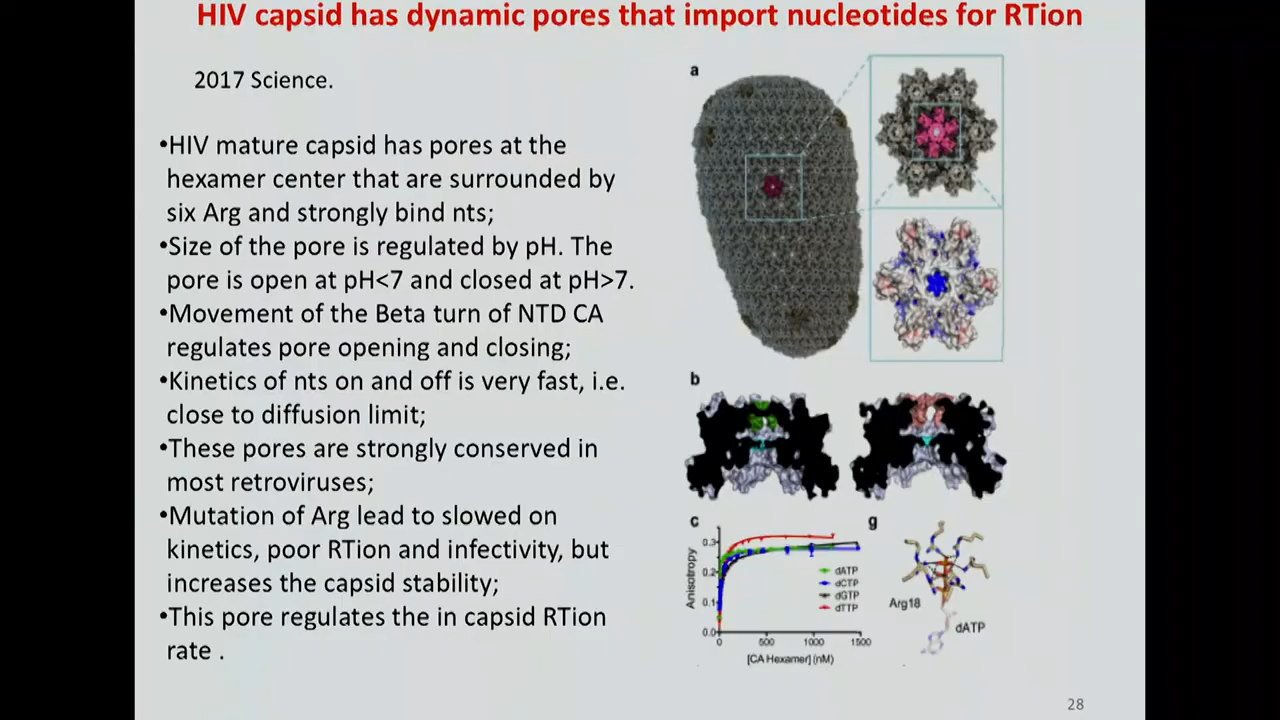 HIV capsid has dynamic pores that import nucleotides for RTion
2017 Science.
•HIV mature capsid has pores at the
hexamer center that are surrounded by
six Arg and strongly bind nts;
•Size of the pore is regulated by pH. The
pore is open at pH<7 and closed at pH>7.
•Movement of the Beta turn of NTD CA
regulates pore opening and closing;
•Kinetics of nts on and off is very fast, i.e.
close to diffusion limit;
•These pores are strongly conserved in
most retroviruses;
•Mutation of Arg lead to slowed on
kinetics, poor RTion and infectivity, but
increases the capsid stability;
•This pore regulates the in capsid RTion
rate .
a
b
c
Anisotropy
0.3
0.2
0.1
0.0
0
500
1000
1500
[CA Hexamer] (nM)
dATP
dCTP
dGTP
dTTP
g
Arg18
dATP
28